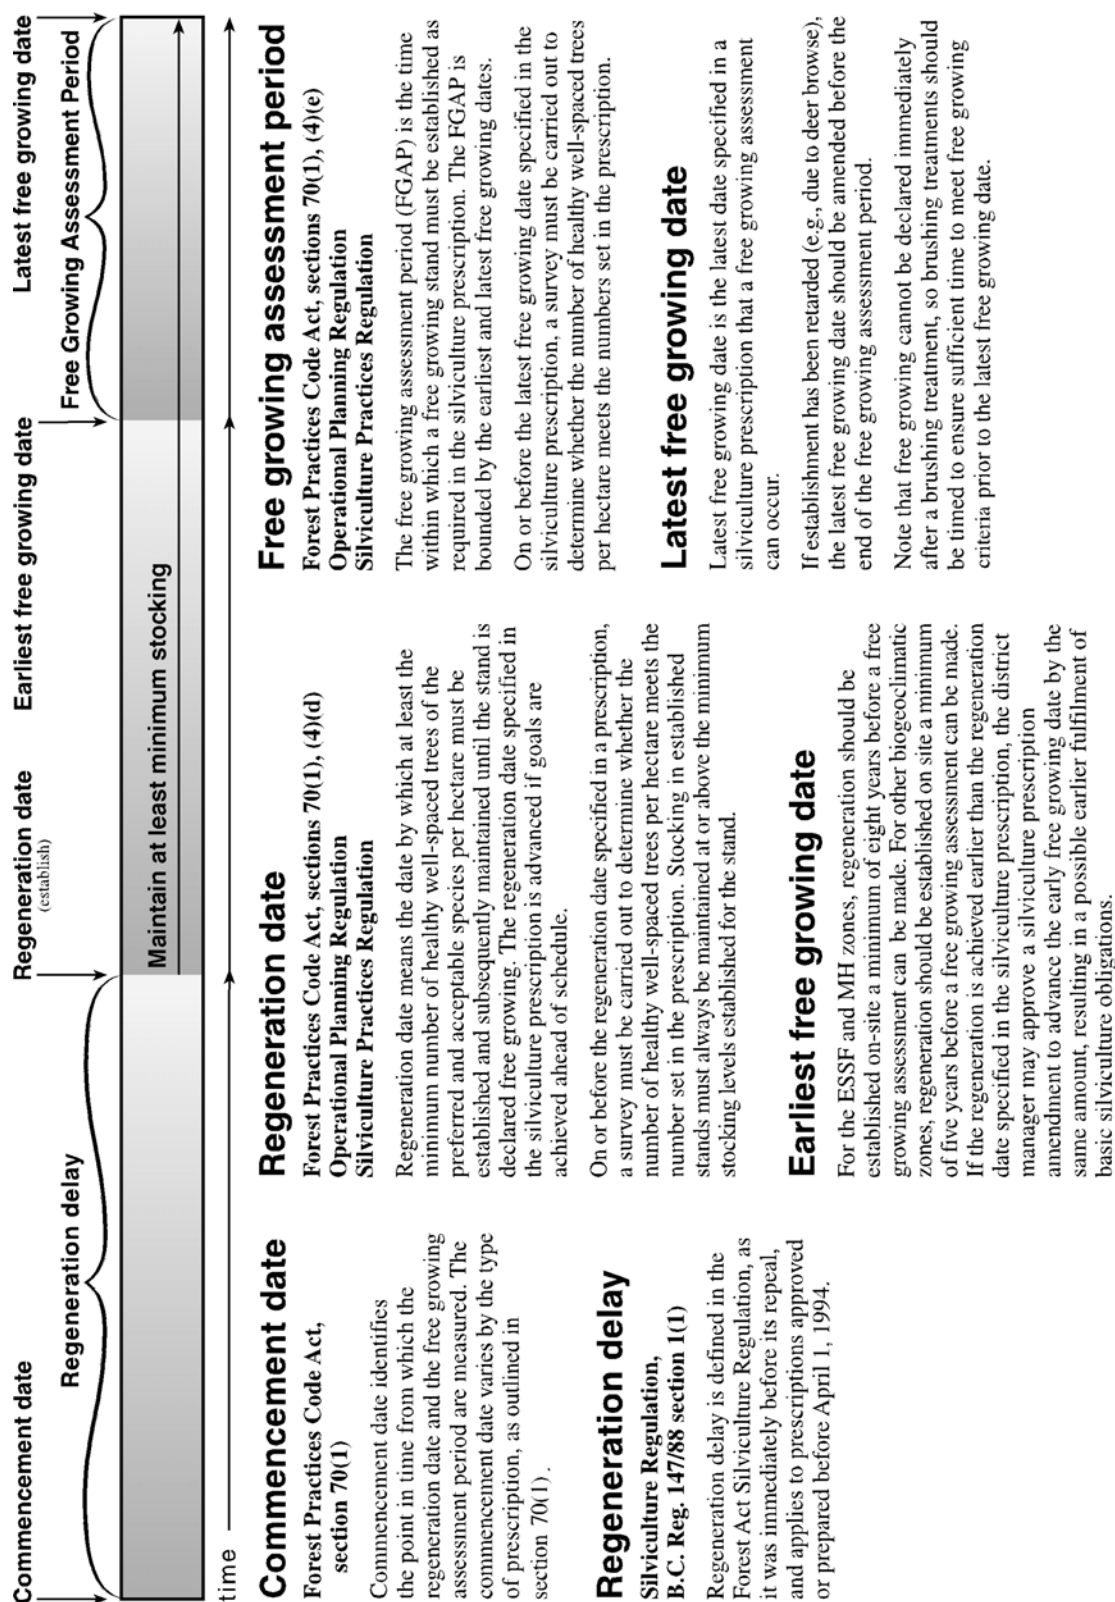 Commencement date
Regeneration date
(establish)
Earliest free growing date
Latest free growing date
Regeneration delay
Free Growing Assessment Period
Maintain at least minimum stocking
time
Commencement date
Forest Practices Code Act,
section 70(1)
Commencement date identifies
the point in time from which the
regeneration date and the free growing
assessment period are measured. The
commencement date varies by the type
of prescription, as outlined in
section 70(1) .
Regeneration delay
Silviculture Regulation,
B.C. Reg. 147/88 section 1(1)
Regeneration delay is defined in the
Forest Act Silviculture Regulation, as
it was immediately before its repeal,
and applies to prescriptions approved
or prepared before April 1, 1994.
Regeneration date
Forest Practices Code Act, sections 70(1), (4)(d)
Operational Planning Regulation
Silviculture Practices Regulation
Regeneration date means the date by which at least the
minimum number of healthy well-spaced trees of the
preferred and acceptable species per hectare must be
established and subsequently maintained until the stand is
declared free growing. The regeneration date specified in
the silviculture prescription is advanced if goals are
achieved ahead of schedule.
On or before the regeneration date specified in a prescription,
a survey must be carried out to determine whether the
number of healthy well-spaced trees per hectare meets the
number set in the prescription. Stocking in established
stands must always be maintained at or above the minimum
stocking levels established for the stand.
Earliest free growing date
For the ESSF and MH zones, regeneration should be
established on-site a minimum of eight years before a free
growing assessment can be made. For other biogeoclimatic
zones, regeneration should be established on site a minimum
of five years before a free growing assessment can be made.
If the regeneration is achieved earlier than the regeneration
date specified in the silviculture prescription, the district
manager may approve a silviculture prescription
amendment to advance the early free growing date by the
same amount, resulting in a possible earlier fulfilment of
basic silviculture obligations.
Free growing assessment period
Forest Practices Code Act, sections 70(1), (4)(e)
Operational Planning Regulation
Silviculture Practices Regulation
The free growing assessment period (FGAP) is the time
within which a free growing stand must be established as
required in the silviculture prescription. The FGAP is
bounded by the earliest and latest free growing dates.
On or before the latest free growing date specified in the
silviculture prescription, a survey must be carried out to
determine whether the number of healthy well-spaced trees
per hectare meets the numbers set in the prescription.
Latest free growing date
Latest free growing date is the latest date specified in a
silviculture prescription that a free growing assessment
can occur.
If establishment has been retarded (e.g., due to deer browse),
the latest free growing date should be amended before the
end of the free growing assessment period.
Note that free growing cannot be declared immediately
after a brushing treatment, so brushing treatments should
be timed to ensure sufficient time to meet free growing
criteria prior to the latest free growing date.